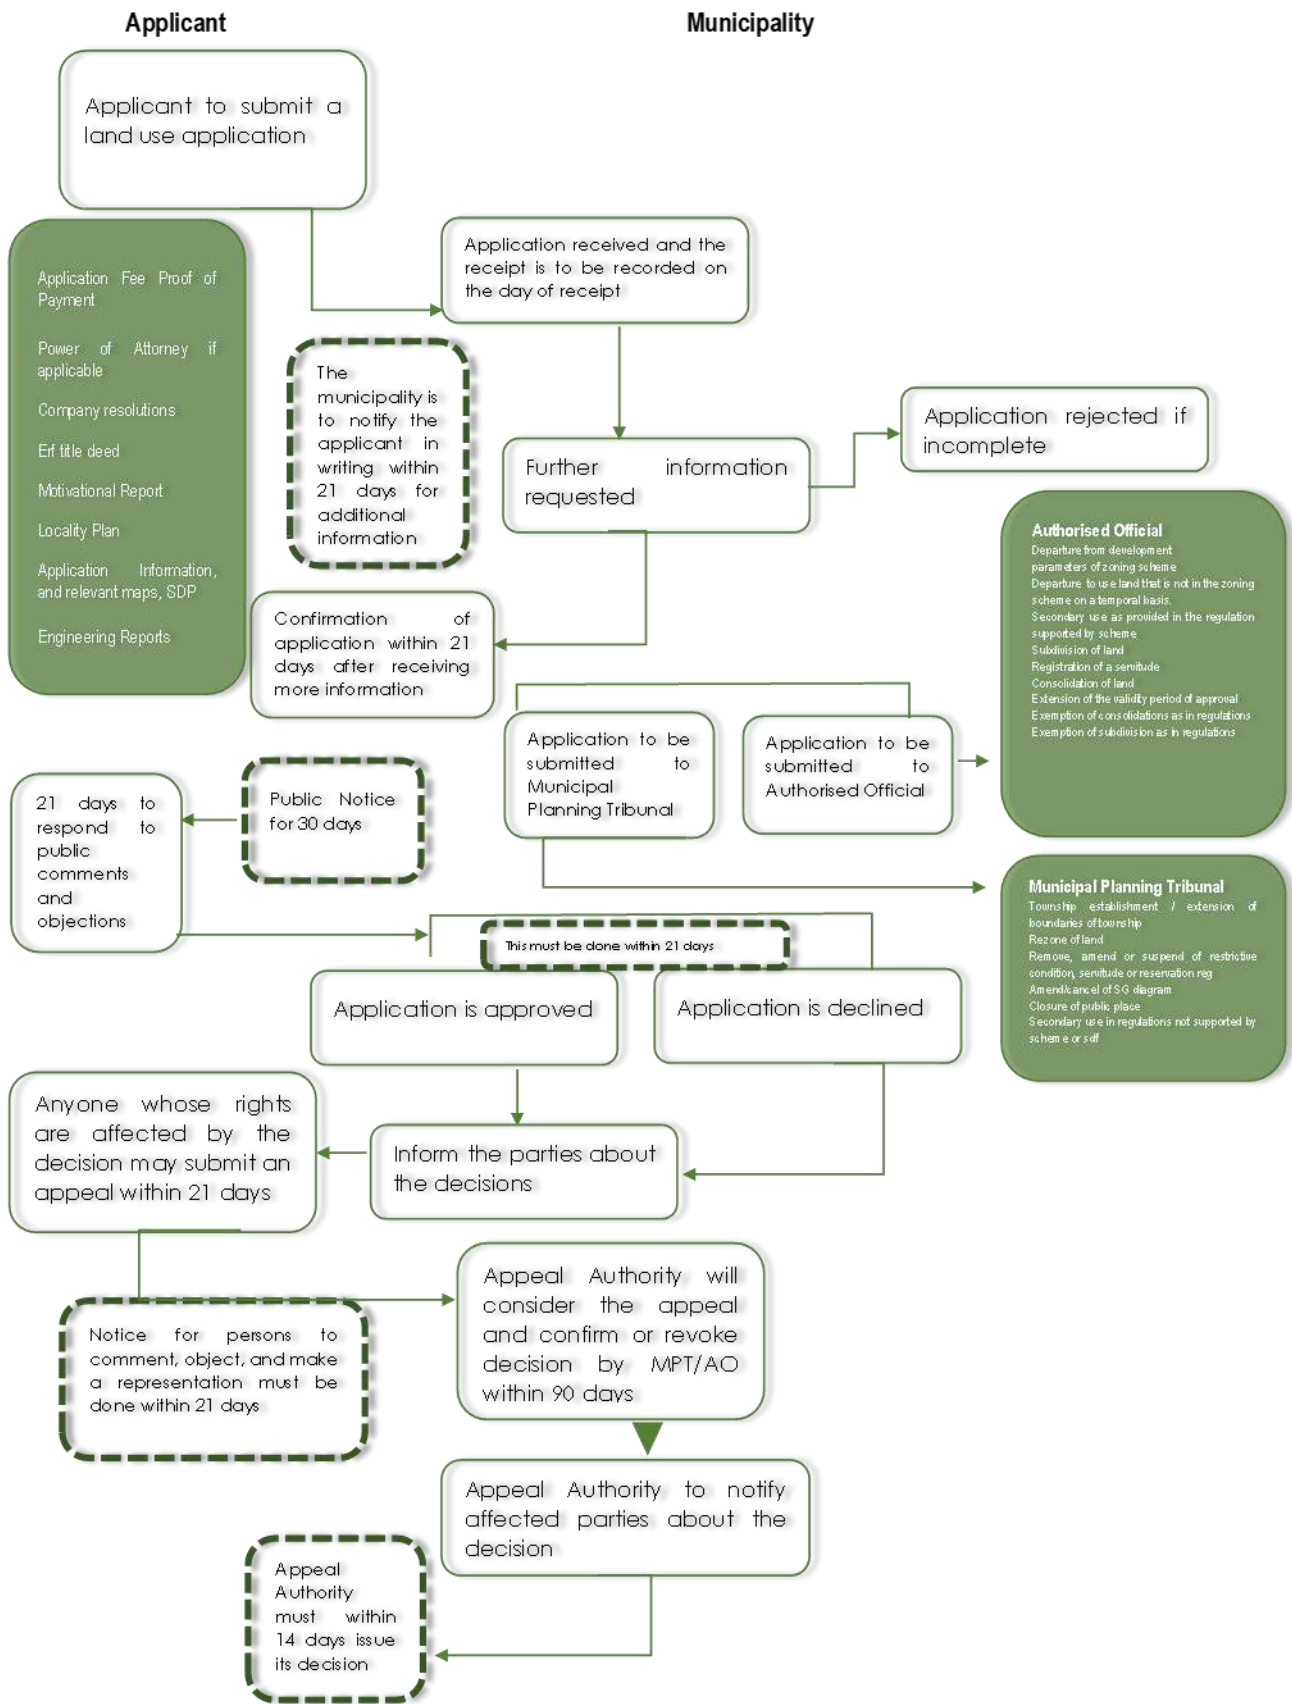 Applicant
Municipality
Applicant to submit a
land use application
Application received and the
receipt is to be recorded on
the day of receipt
Application Fee Proof of
Payment
Power of Attorney if
applicable
Company resolutions
Erf title deed
Motivational Report
Locality Plan
Application Information,
and relevant maps, SDP
Engineering Reports
The
municipality is
to notify the
applicant in
writing within
21 days for
additional
information
Further information
requested
Application rejected if
incomplete
Authorised Official
Departure from development
parameters of zoning scheme
Departure to use land that is not in the zoning
scheme on a temporal basis.
Secondary use as provided in the regulation
supported by scheme
Subdivision of land
Registration of a servitude
Consolidation of land
Extension of the validity period of approval
Exemption of consolidations as in regulations
Exemption of subdivision as in regulations
Confirmation of
application within 21
days after receiving
more information
Application to be
submitted to
Municipal
Planning Tribunal
Application to be
submitted to
Authorised Official
21 days to
respond to
public
comments
and
objections
Public Notice
for 30 days
Municipal Planning Tribunal
Township establishment / extension of
boundaries of township
Rezone of land
Remove, amend or suspend of restrictive
condition, servitude or reservation reg
Amend/cancel of SG diagram
Closure of public place
Secondary use in regulations not supported by
scheme or sdf
This must be done within 21 days
Application is approved
Application is declined
Anyone whose rights
are affected by the
decision may submit an
appeal within 21 days
Inform the parties about
the decisions
Appeal Authority will
consider the appeal
and confirm or revoke
decision by MPT/AO
within 90 days
Notice for persons to
comment, object, and make
a representation must be
done within 21 days
Appeal Authority to notify
affected parties about the
decision
Appeal
Authority
must within
14 days issue
its decision